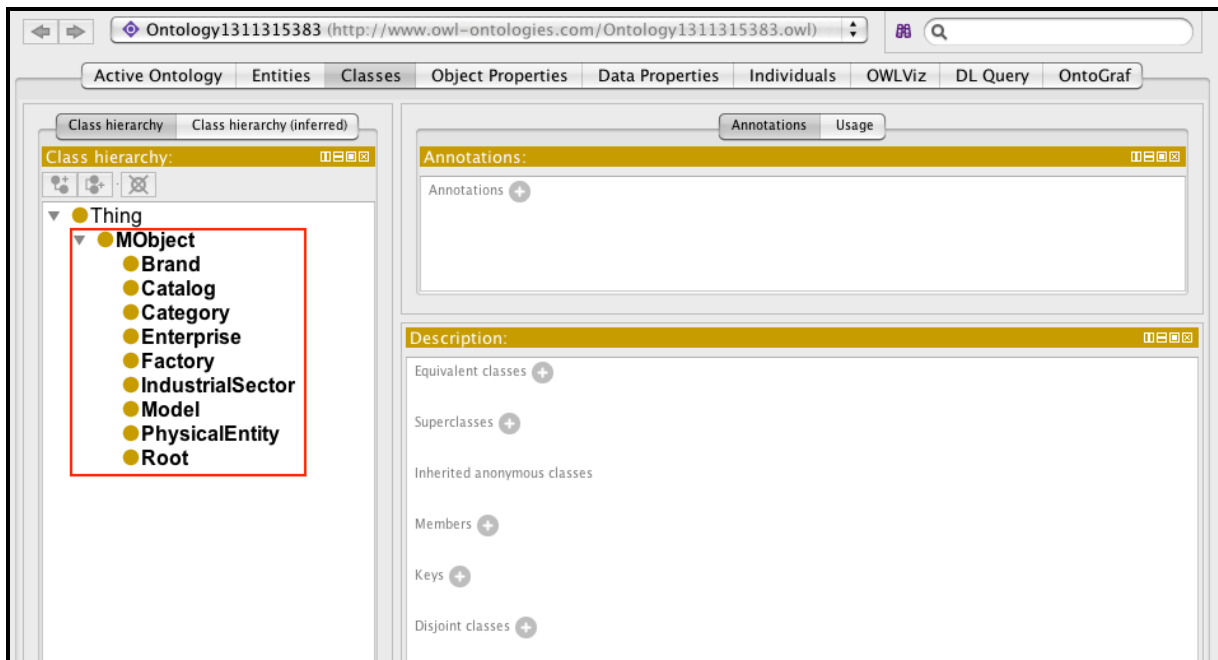 Ontology1311315383 (http://www.owl-ontologies.com/Ontology1311315383.owl)
Active Ontology Entities Classes Object Properties Data Properties Individuals OWLViz DL Query OntoGraf
Class hierarchy Class hierarchy (inferred)
Class hierarchy:
Thing
MObject
Brand
Catalog
Category
Enterprise
Factory
IndustrialSector
Model
PhysicalEntity
Root
Annotations Usage
Annotations:
Annotations
Description:
Equivalent classes
Superclasses
Inherited anonymous classes
Members
Keys
Disjoint classes